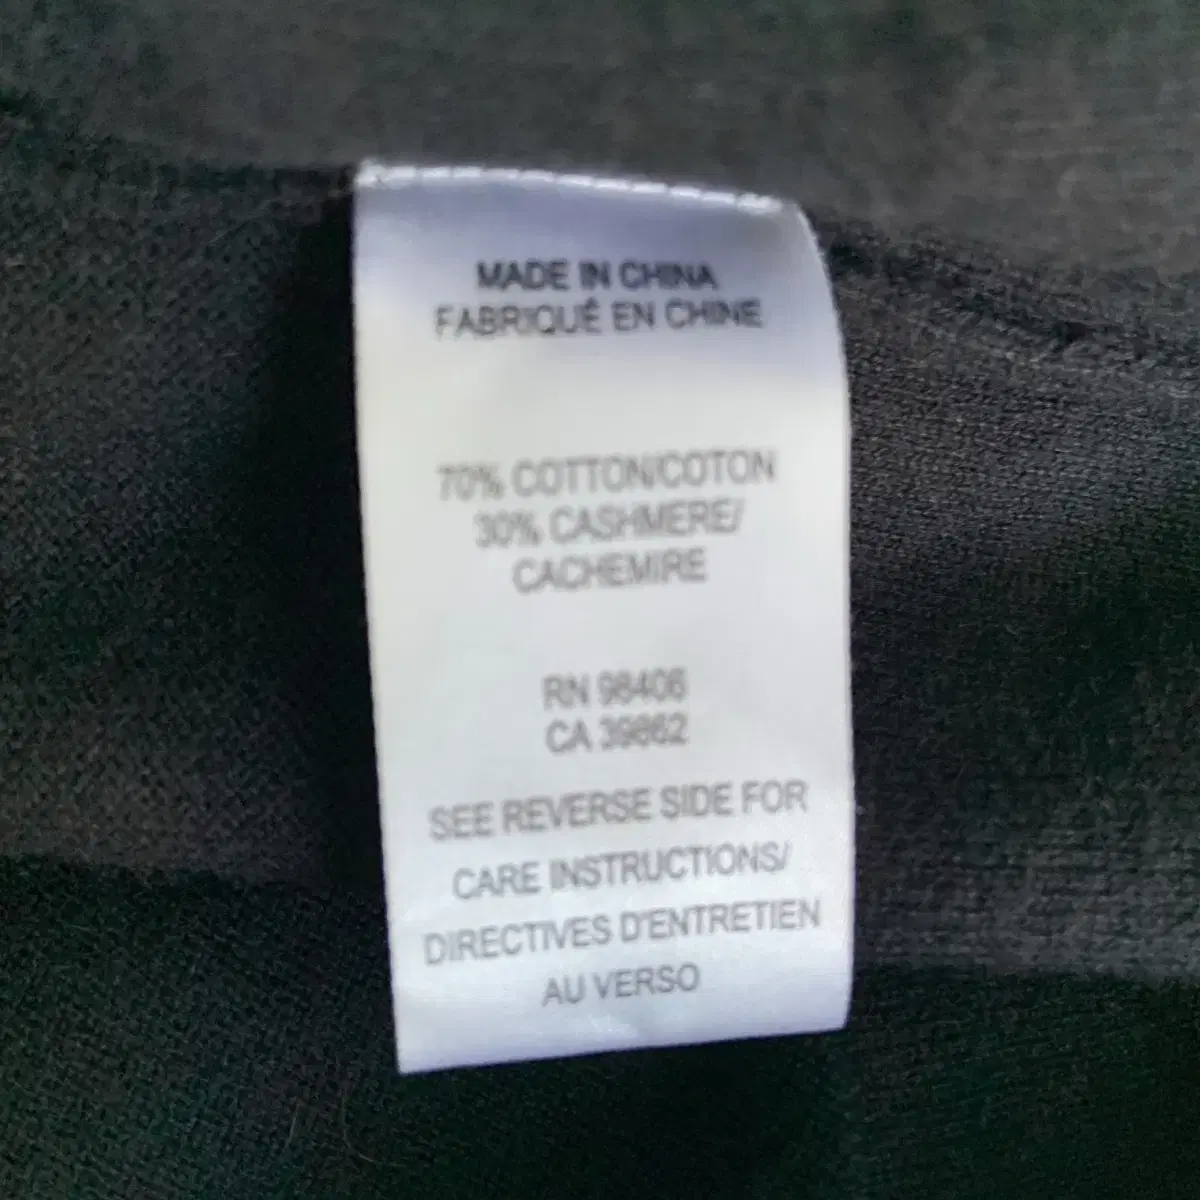 MADE IN CHINA
FABRIQUÉ EN CHINE
70% COTTON/COTON
30% CASHMERE/
CACHEMIRE
RN 98406
CA 39862
SEE REVERSE SIDE FOR
CARE INSTRUCTIONS/
DIRECTIVES D'ENTRETIEN
AU VERSO